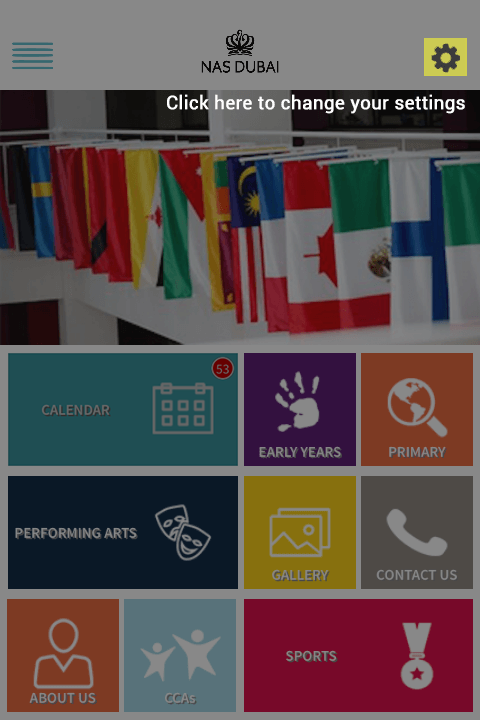 NAS DUBAI
Click here to change your settings
53
CALENDAR
EARLY YEARS
PRIMARY
PERFORMING ARTS
GALLERY
CONTACT US
ABOUT US
CCAs
SPORTS